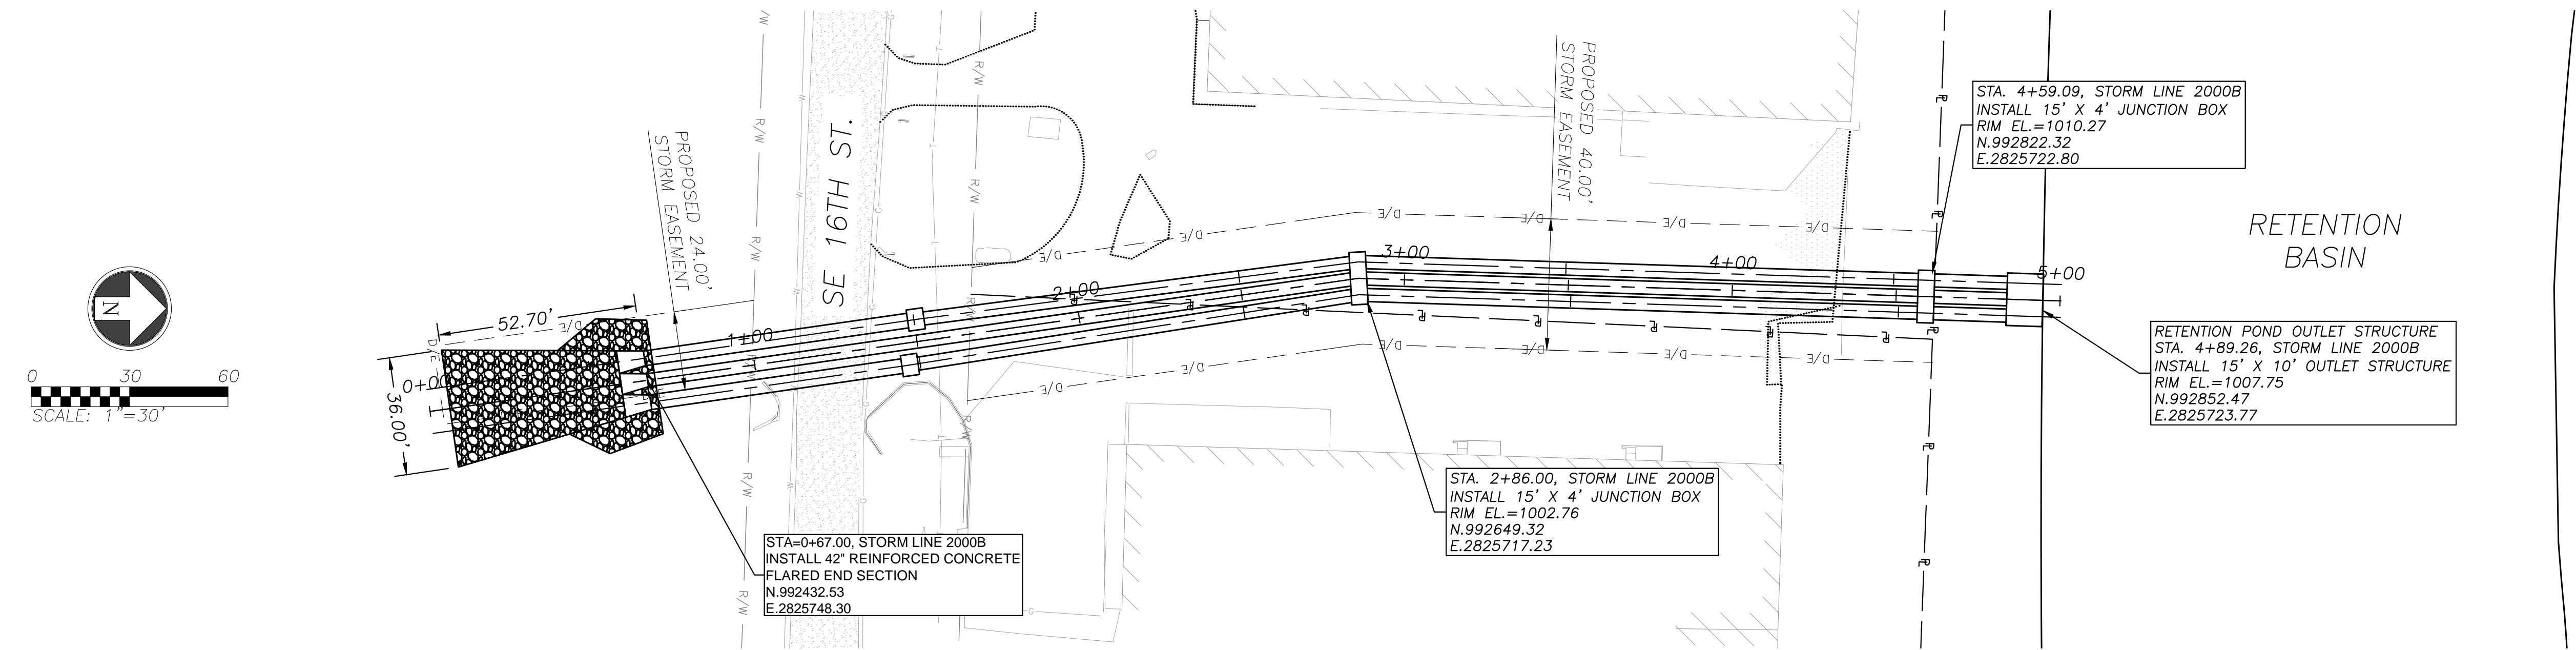 N
0 30 60
SCALE: 1"=30'
52.70'
36.00'
0+00
1+00
2+00
3+00
4+00
5+00
PROPOSED 24.00'
STORM EASEMENT
SE 16TH ST.
PROPOSED 40.00'
STORM EASEMENT
STA. 4+59.09, STORM LINE 2000B
INSTALL 15' X 4' JUNCTION BOX
RIM EL.=1010.27
N.992822.32
E.2825722.80
RETENTION
BASIN
RETENTION POND OUTLET STRUCTURE
STA. 4+89.26, STORM LINE 2000B
INSTALL 15' X 10' OUTLET STRUCTURE
RIM EL.=1007.75
N.992852.47
E.2825723.77
STA. 2+86.00, STORM LINE 2000B
INSTALL 15' X 4' JUNCTION BOX
RIM EL.=1002.76
N.992649.32
E.2825717.23
STA=0+67.00, STORM LINE 2000B
INSTALL 42" REINFORCED CONCRETE
FLARED END SECTION
N.992432.53
E.2825748.30
R/W
R/W
R/W
R/W
R/W
R/W
R/W
R/W
R/W
R/W
D/E
D/E
D/E
D/E
D/E
D/E
D/E
D/E
D/E
D/E
D/E
D/E
D/E
D/E
W
W
W
W
W
G
G
G
G
G
G
T
T
T
T
T